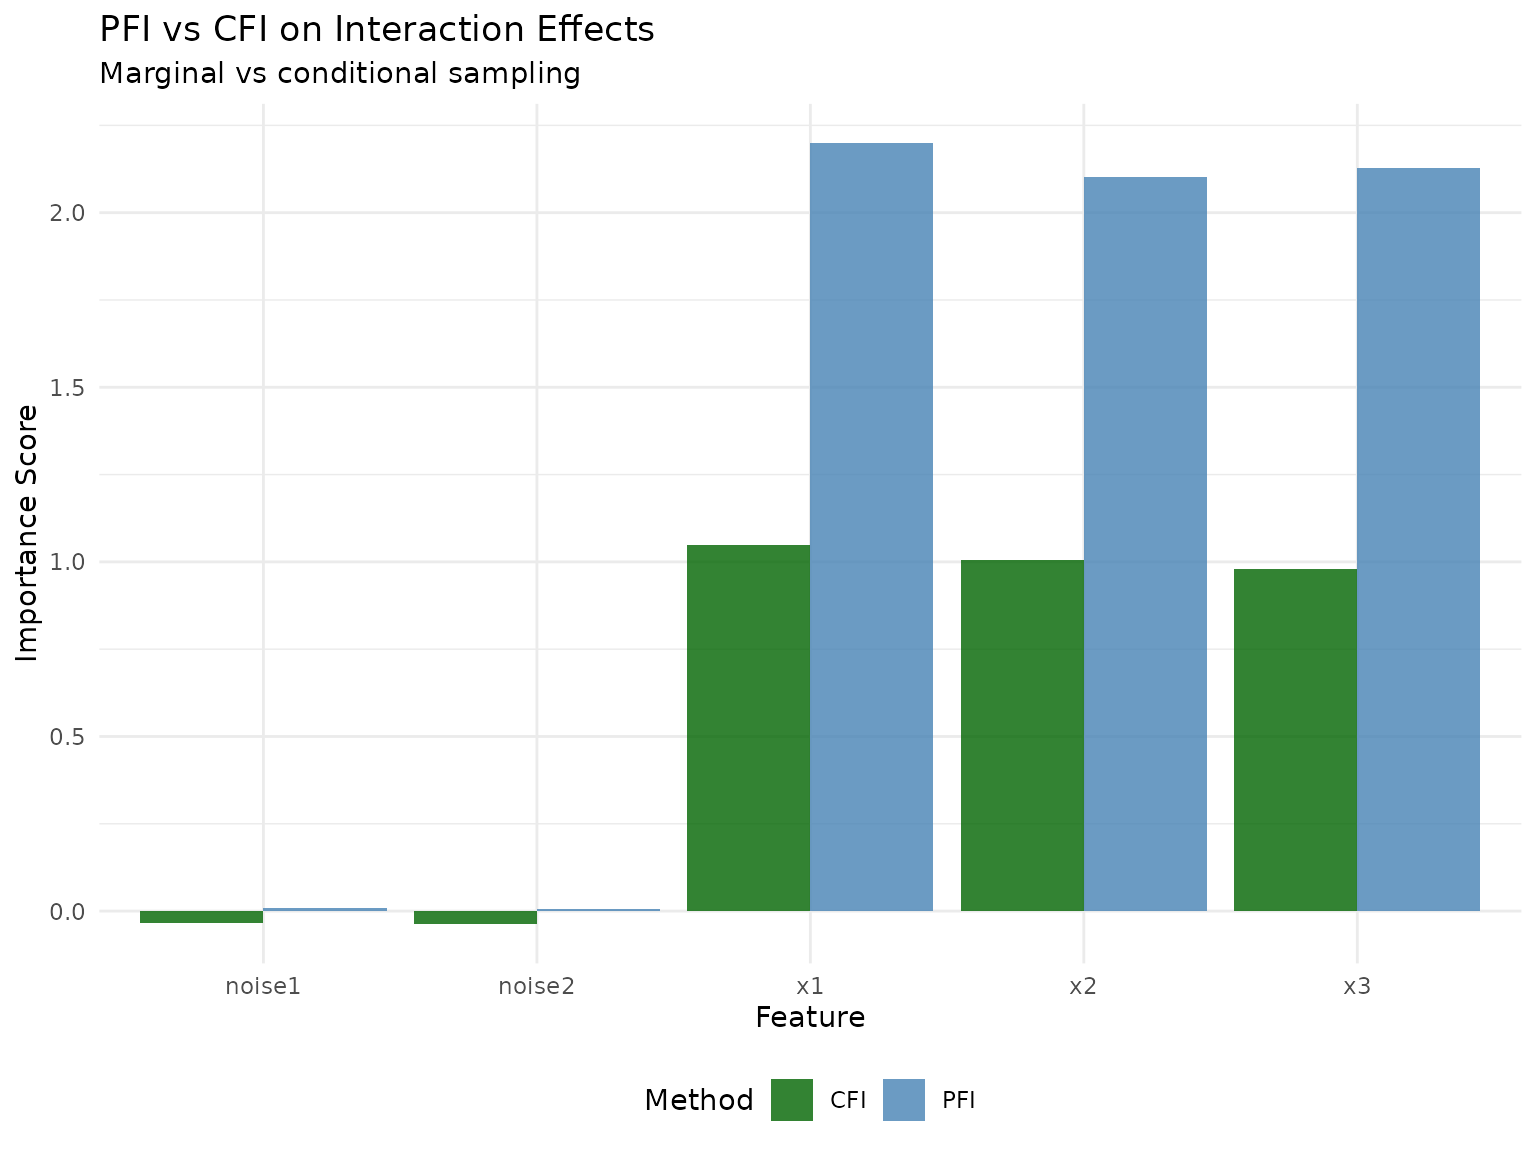 PFI vs CFI on Interaction Effects
Marginal vs conditional sampling
Importance Score
2.0
1.5
1.0
0.5
0.0
noise1 noise2 x1 x2 x3
Feature
Method CFI PFI